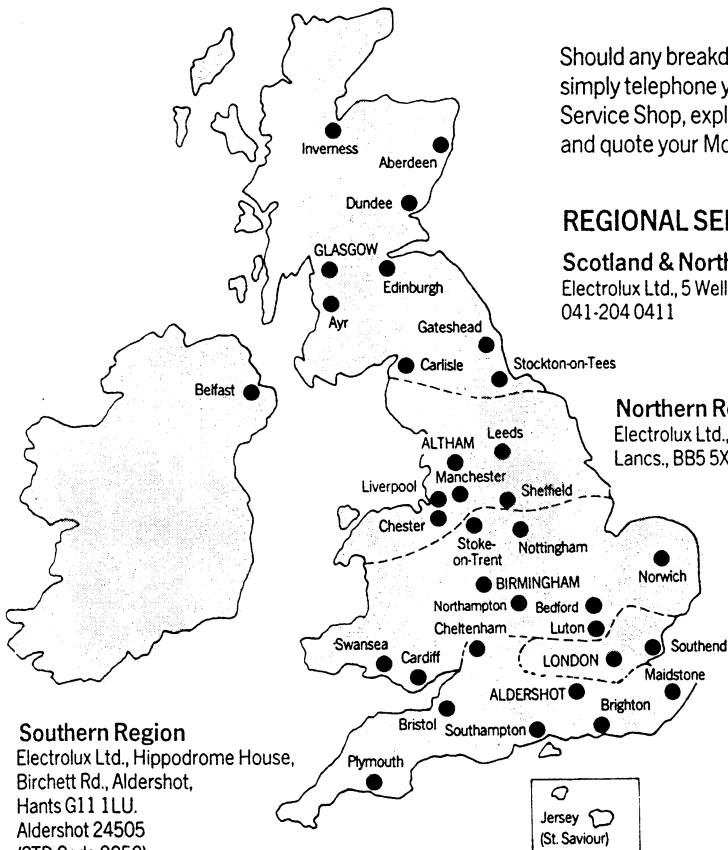 Should any breakd
simply telephone y
Service Shop, expl
and quote your Mo
REGIONAL SE
Scotland & North
Electrolux Ltd., 5 Well
041-204 0411
Northern R
Electrolux Ltd.,
Lancs., BB5 5X
Inverness
Aberdeen
Dundee
GLASGOW
Edinburgh
Ayr
Gateshead
Carlisle
Stockton-on-Tees
Belfast
ALTHAM
Leeds
Manchester
Liverpool
Sheffield
Chester
Stoke-
on-Trent
Nottingham
Norwich
BIRMINGHAM
Northampton
Bedford
Luton
Cheltenham
Swansea
Cardiff
LONDON
Southend
Maidstone
ALDERSHOT
Brighton
Bristol
Southampton
Plymouth
Southern Region
Electrolux Ltd., Hippodrome House,
Birchett Rd., Aldershot,
Hants G11 1LU.
Aldershot 24505
(STD Code 0252)
Jersey
(St. Saviour)